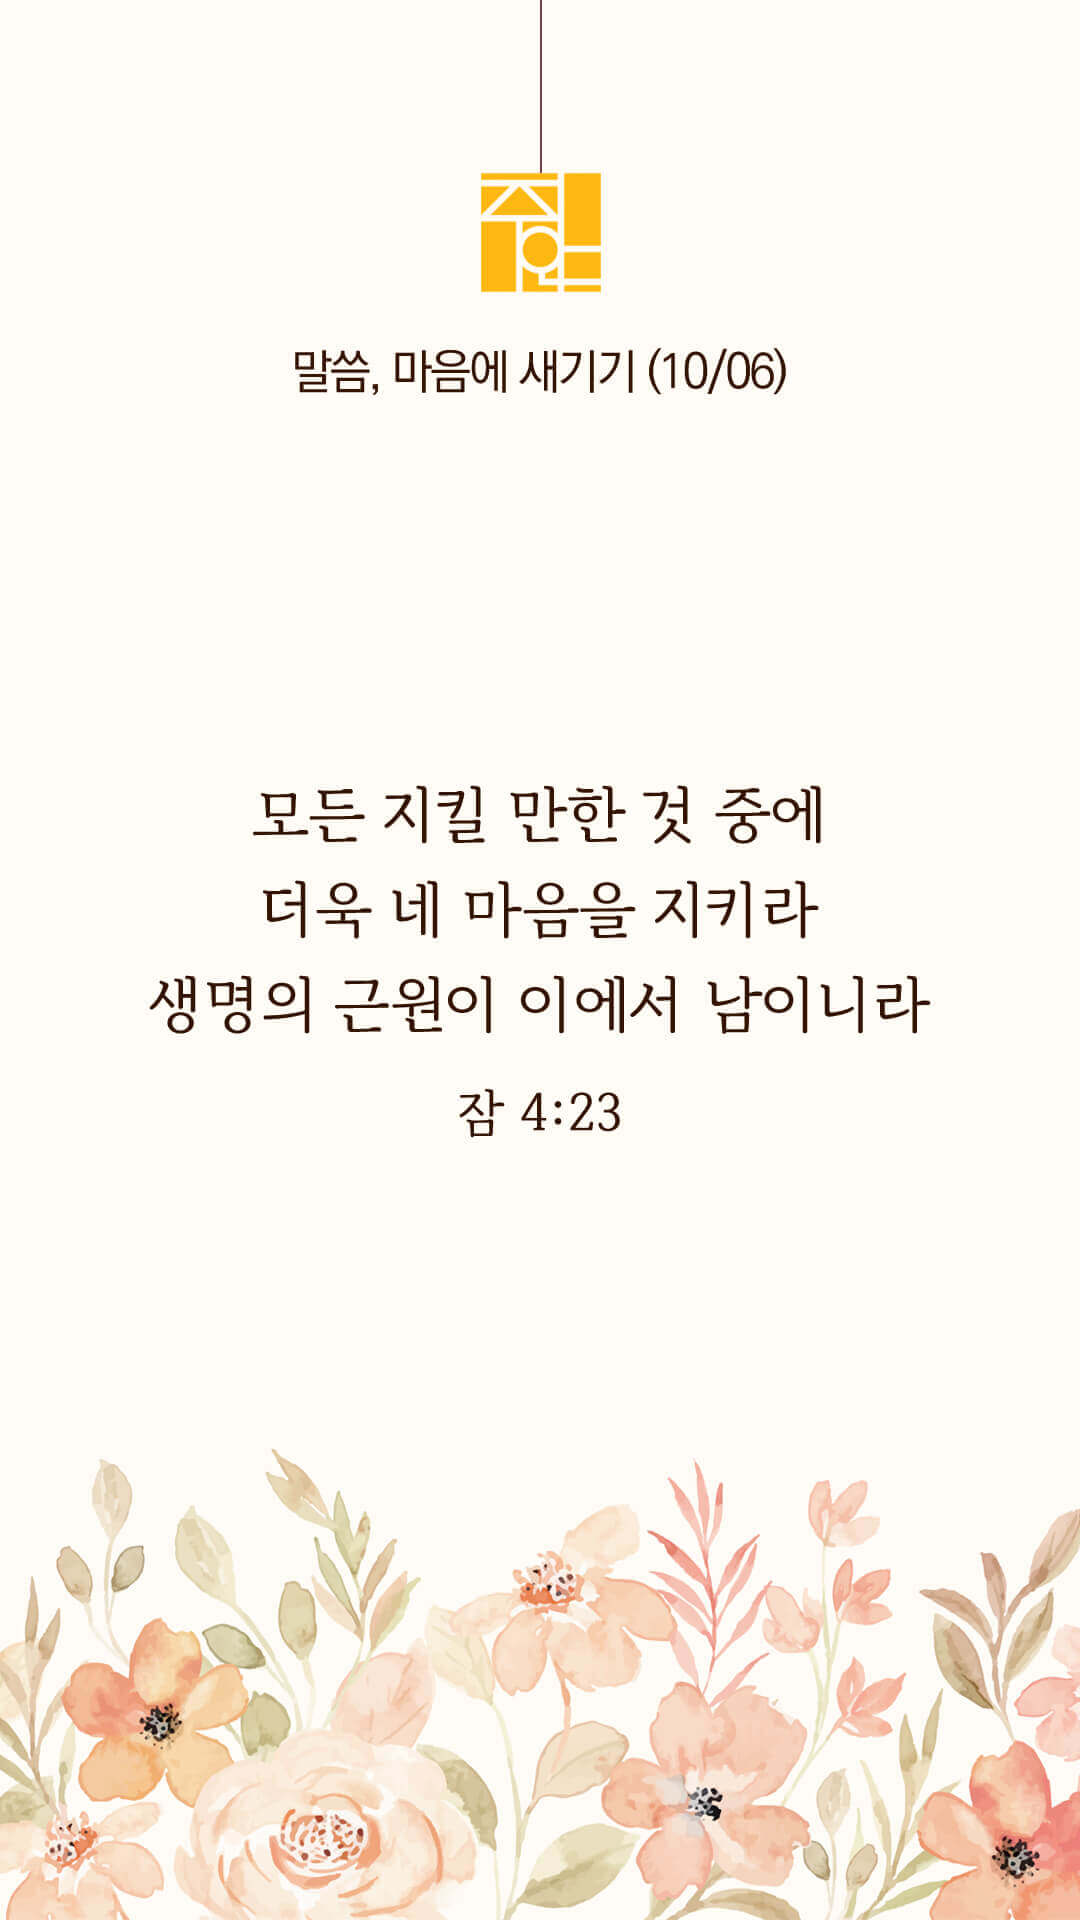 주인
말씀, 마음에 새기기 (10/06)
모든 지킬 만한 것 중에
더욱 네 마음을 지키라
생명의 근원이 이에서 남이니라
잠 4:23